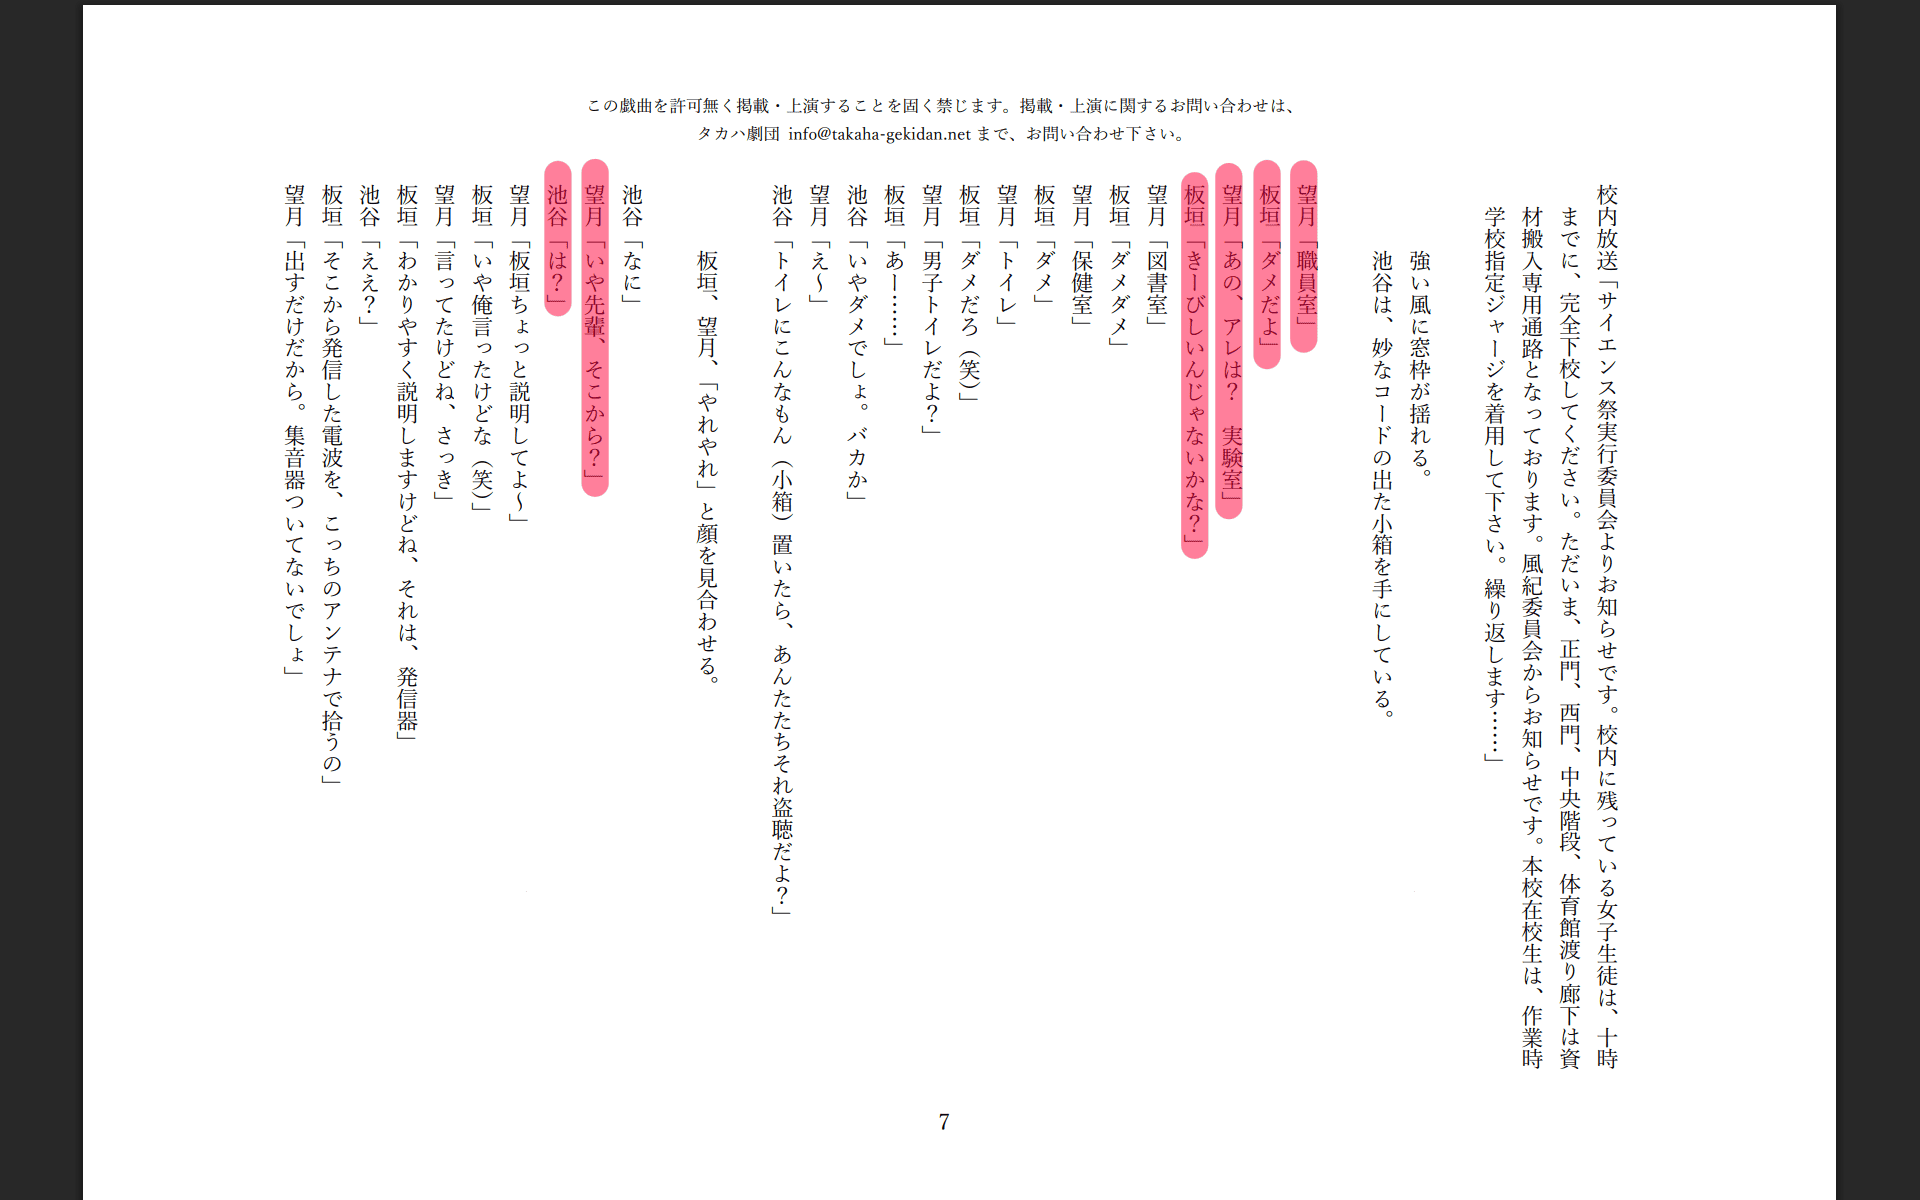 この戯曲を許可無く掲載・上演することを固く禁じます。掲載・上演に関するお問い合わせは、
タカハ劇団 info@takaha-gekidan.net まで、お問い合わせ下さい。
校内放送「サイエンス祭実行委員会よりお知らせです。校内に残っている女子生徒は、十時
までに、完全下校してください。ただいま、正門、西門、中央階段、体育館渡り廊下は資
材搬入専用通路となっております。風紀委員会からお知らせです。本校在校生は、作業時
学校指定ジャージを着用して下さい。繰り返します……」
強い風に窓枠が揺れる。
池谷は、妙なコードの出た小箱を手にしている。
望月「職員室」
板垣「ダメだよ」
望月「あの、アレは？　実験室」
板垣「きーびしいんじゃないかな？」
望月「図書室」
板垣「ダメダメ」
望月「保健室」
板垣「ダメ」
望月「トイレ」
板垣「ダメだろ（笑）」
望月「男子トイレだよ？」
板垣「あー……」
池谷「いやダメでしょ。バカか」
望月「え～」
池谷「トイレにこんなもん（小箱）置いたら、あんたたちそれ盗聴だよ？」
板垣、望月、「やれやれ」と顔を見合わせる。
池谷「なに」
望月「いや先輩、そこから？」
池谷「は？」
望月「板垣ちょっと説明してよ～」
板垣「いや俺言ったけどな（笑）」
望月「言ってたけどね、さっき」
板垣「わかりやすく説明しますけどね、それは、発信器」
池谷「ええ？」
板垣「そこから発信した電波を、こっちのアンテナで拾うの」
望月「出すだけだから。集音器ついてないでしょ」
7